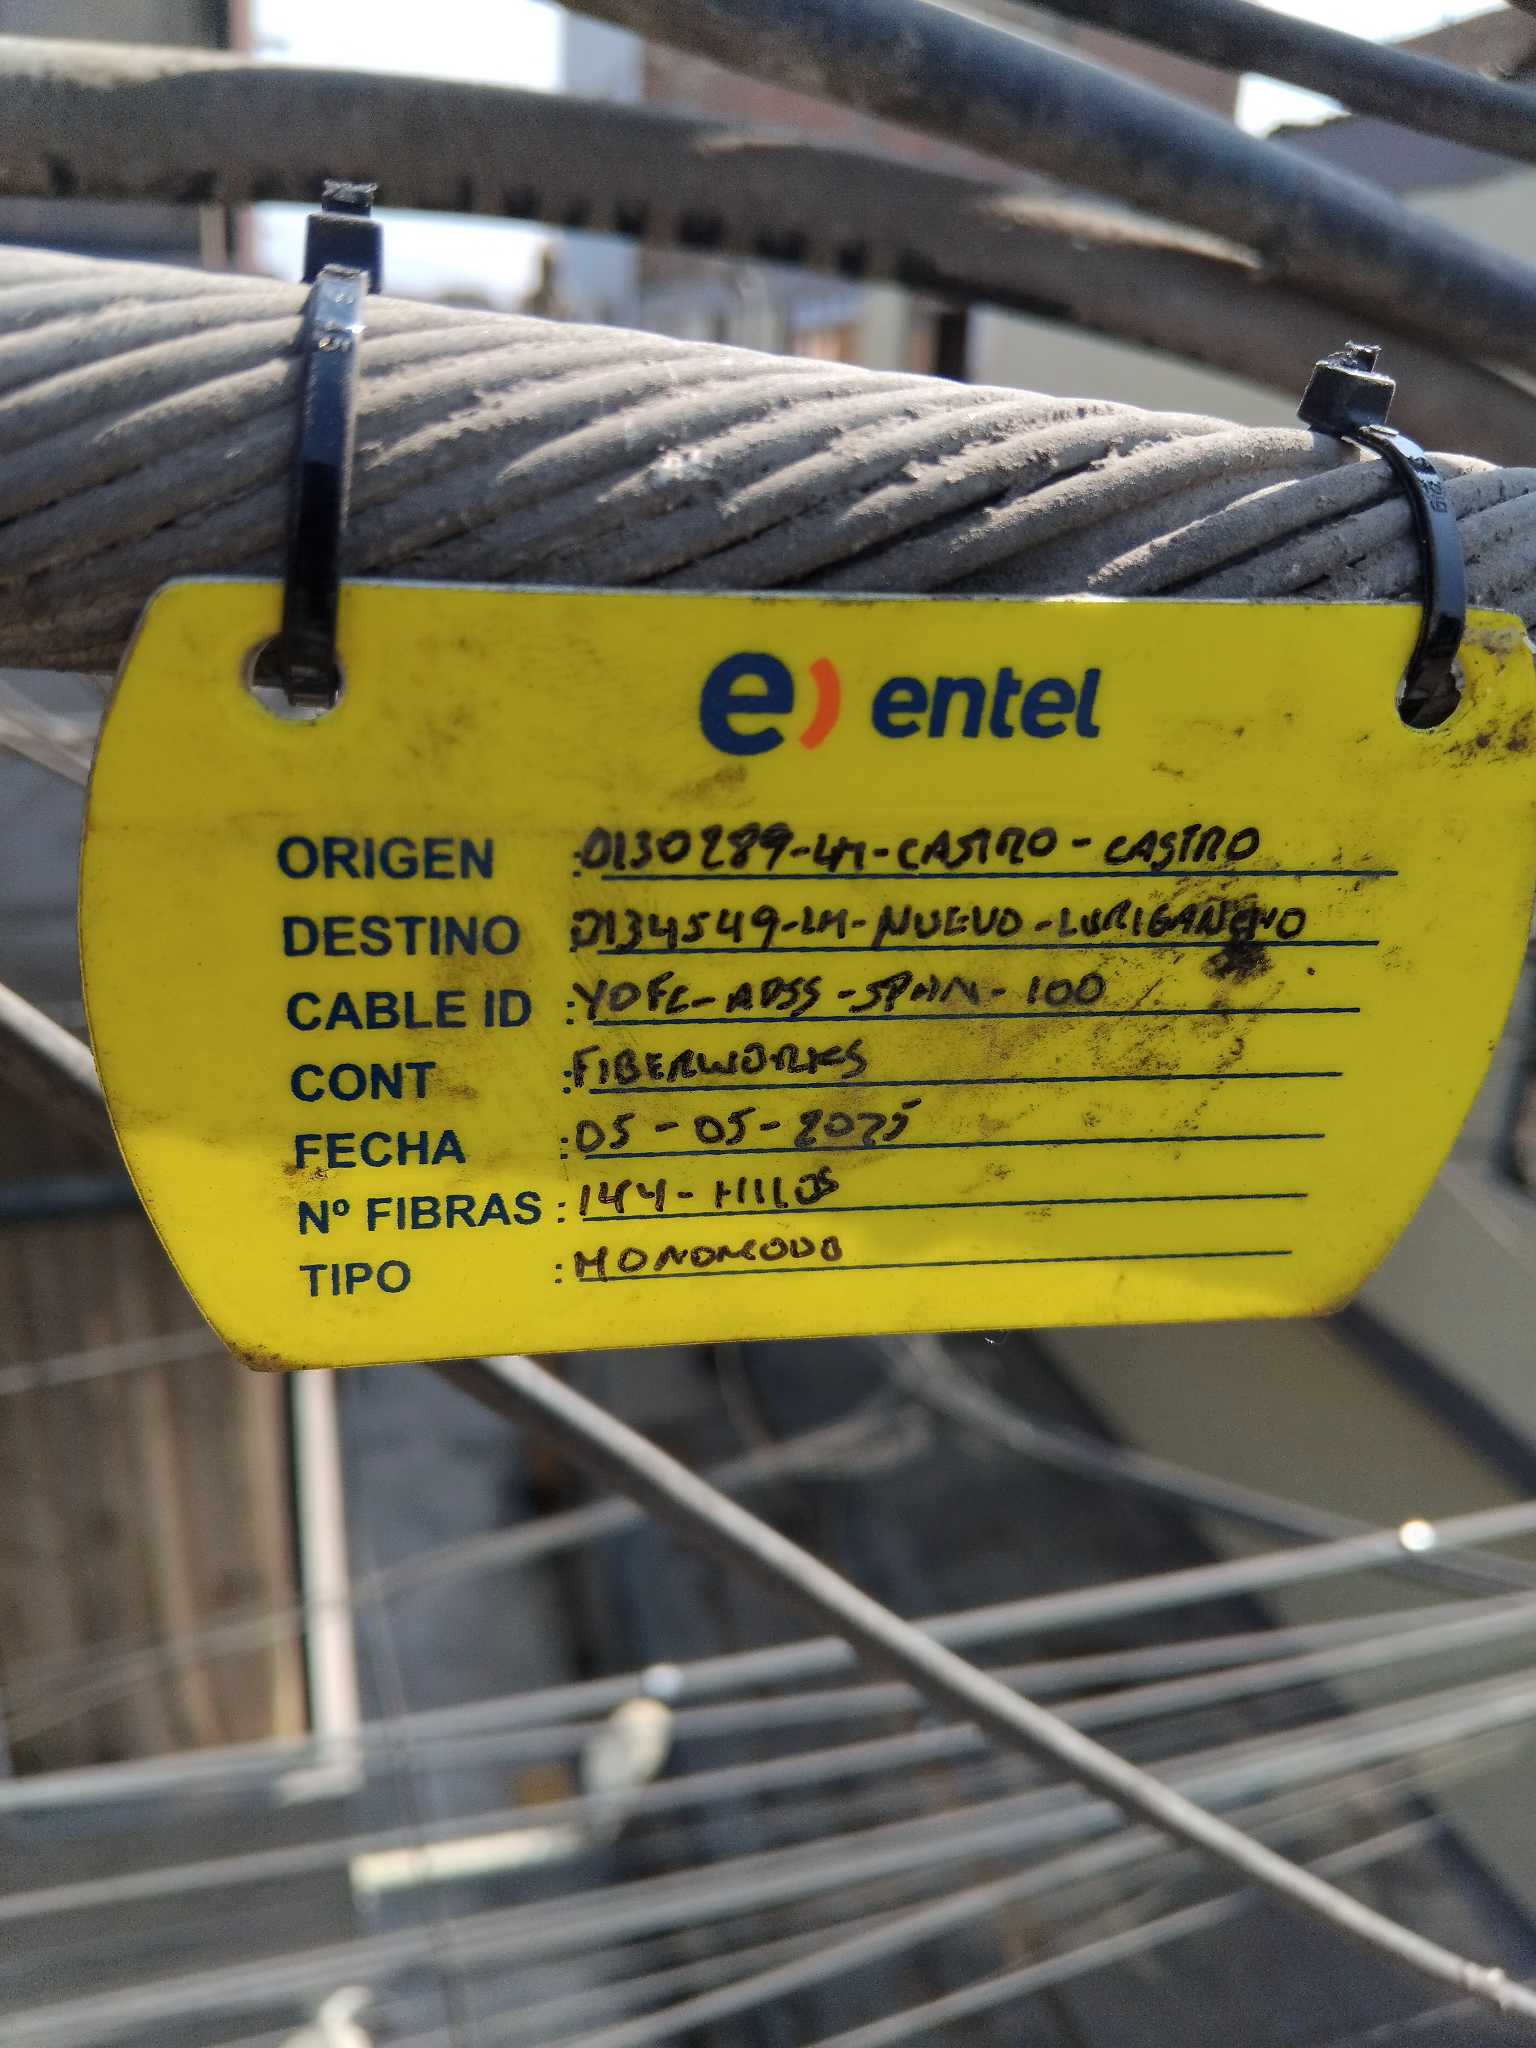 e) entel
ORIGEN : 0130289-LM-CASTRO-CASTRO
DESTINO : 0134549-LM-NUEVO-LURIGANCHO
CABLE ID : YOFC-ADSS-SPAN-100
CONT : FIBERWORKS
FECHA : 05-05-2025
Nº FIBRAS : 144-HILOS
TIPO : MONOMODO